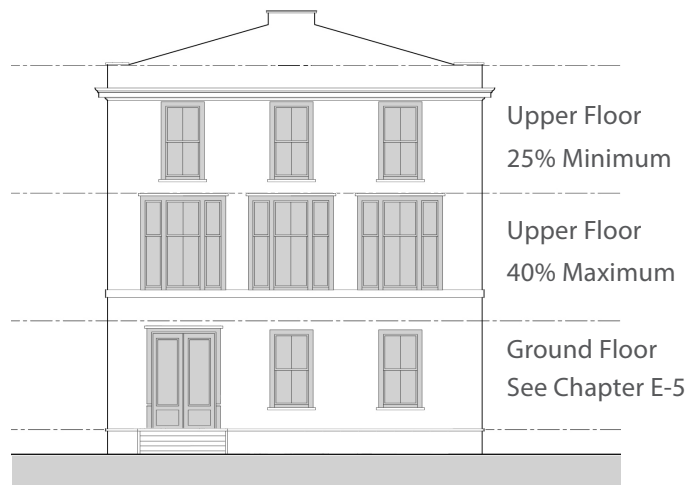 Upper Floor
25% Minimum
Upper Floor
40% Maximum
Ground Floor
See Chapter E-5